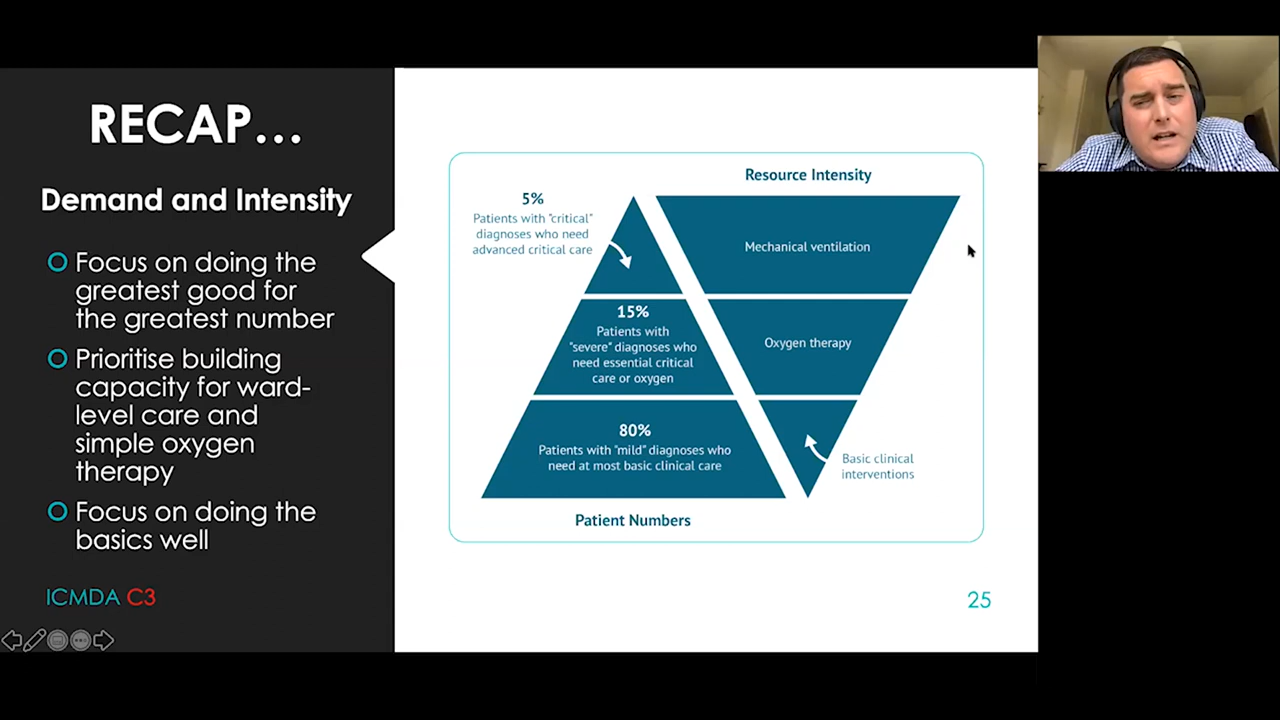 RECAP...
Demand and Intensity
Focus on doing the
greatest good for
the greatest number
Prioritise building
capacity for ward-
level care and
simple oxygen
therapy
Focus on doing the
basics well
ICMDA C3
5%
Patients with "critical"
diagnoses who need
advanced critical care
15%
Patients with
"severe" diagnoses who
need essential critical
care or oxygen
80%
Patients with "mild" diagnoses who
need at most basic clinical care
Patient Numbers
Resource Intensity
Mechanical ventilation
Oxygen therapy
Basic clinical
interventions
25